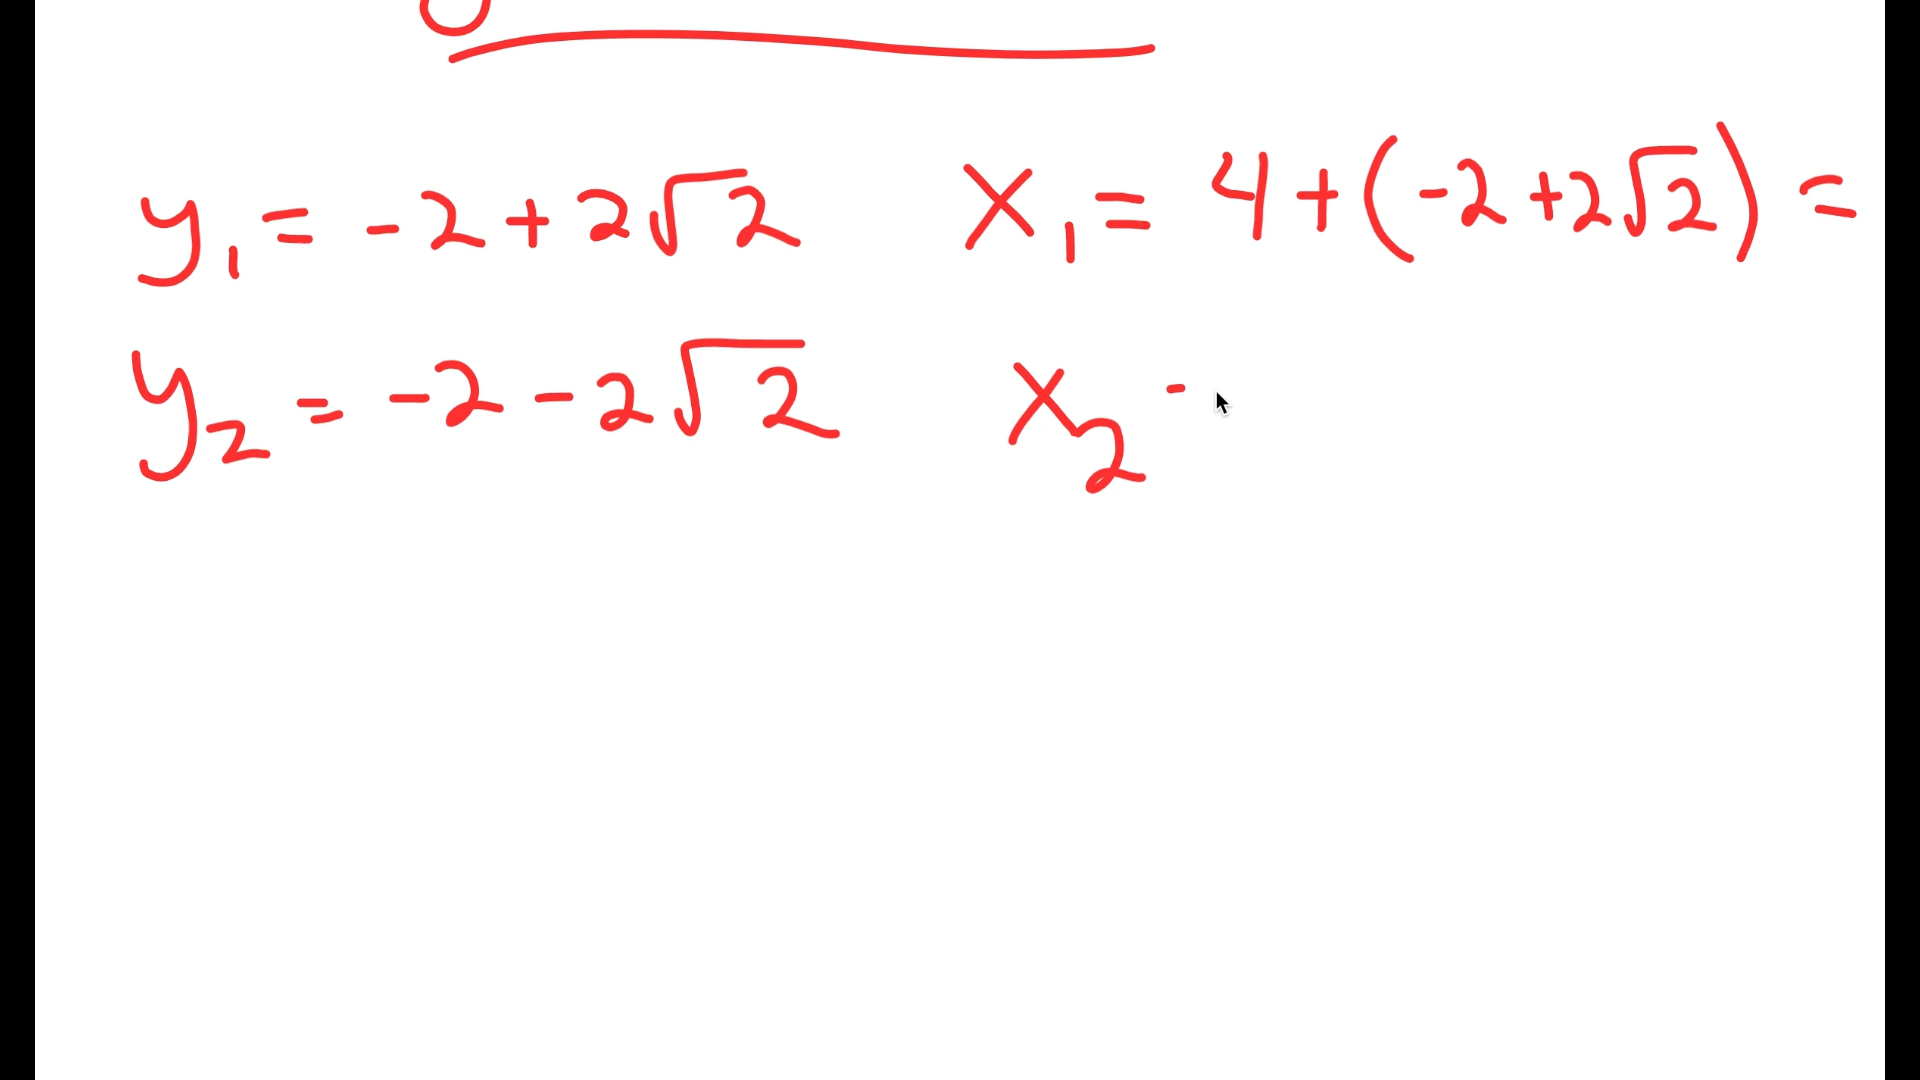 y₁ = -2 + 2√2    x₁ = 4 + (-2 + 2√2) =
y₂ = -2 - 2√2    x₂ -